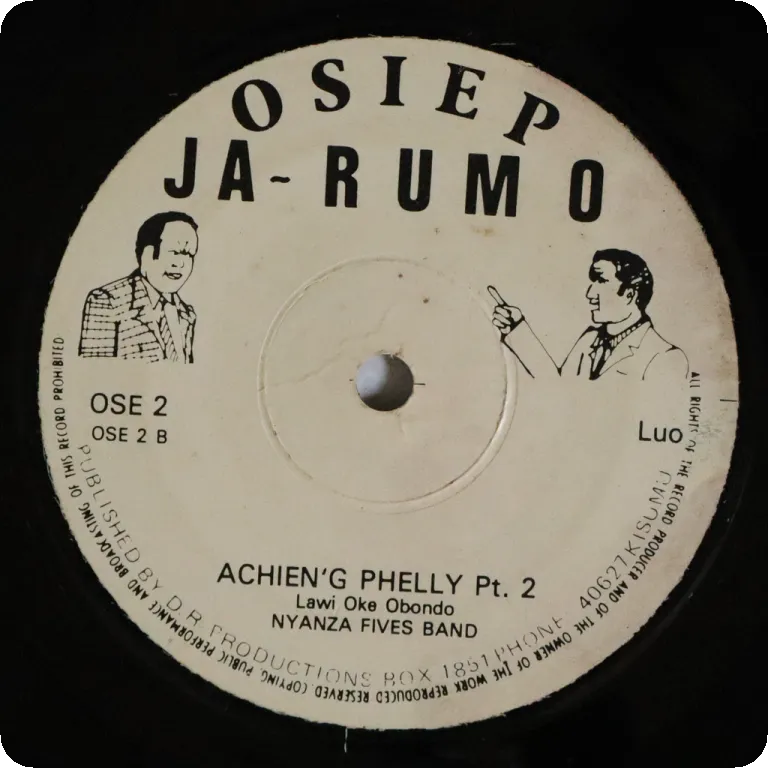 OSIEP
JA-RUMO
OSE 2
OSE 2 B
Luo
ACHIEN'G PHELLY Pt. 2
Lawi Oke Obondo
NYANZA FIVES BAND
PUBLISHED BY D.R. PRODUCTIONS BOX 1851 PHONE 40627 KISUMU
ALL RIGHTS OF THE RECORD PRODUCER AND OF THE OWNER OF THE WORK REPRODUCED RESERVED COPYING PUBLIC PERFORMANCE AND BROADCASTING OF THIS RECORD PROHIBITED